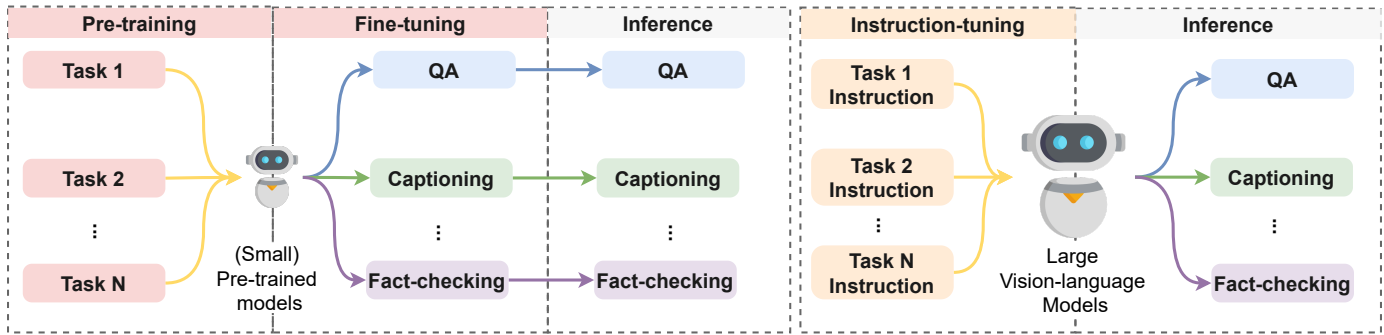 Pre-training
Fine-tuning
Inference
Task 1
QA
QA
Task 2
Captioning
Captioning
...
...
...
(Small)
Pre-trained
models
Task N
Fact-checking
Fact-checking
Instruction-tuning
Inference
Task 1
Instruction
QA
Task 2
Instruction
Captioning
...
...
Task N
Instruction
Large
Vision-language
Models
Fact-checking